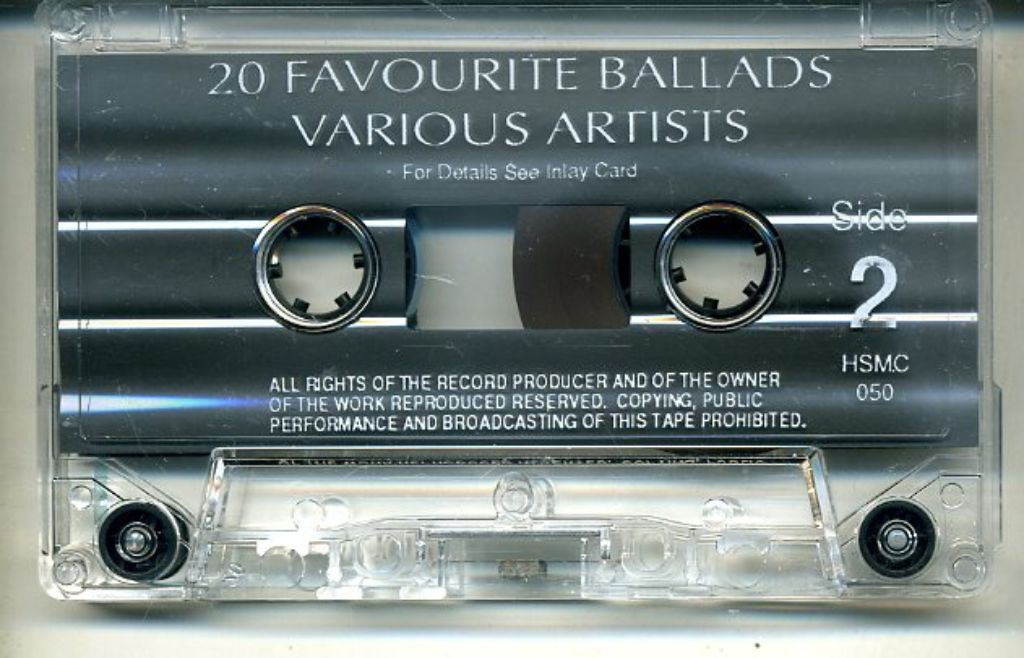 20 FAVOURITE BALLADS
VARIOUS ARTISTS
For Details See Inlay Card
Side
2
HSMC
050
ALL RIGHTS OF THE RECORD PRODUCER AND OF THE OWNER
OF THE WORK REPRODUCED RESERVED. COPYING, PUBLIC
PERFORMANCE AND BROADCASTING OF THIS TAPE PROHIBITED.